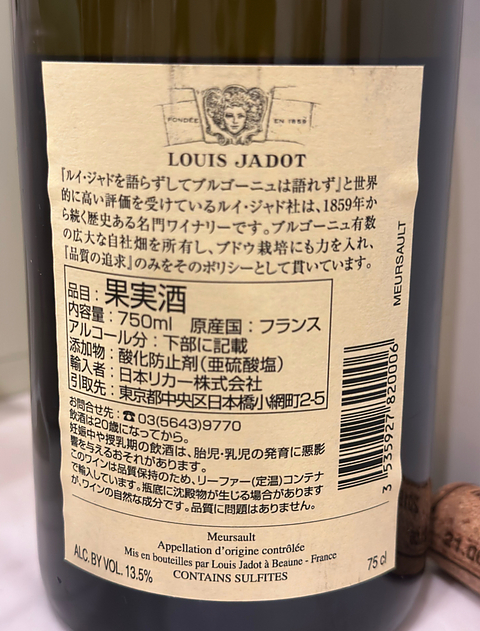 FONDÉE EN 1859
LOUIS JADOT
『ルイ・ジャドを語らずしてブルゴーニュは語れず』と世界
的に高い評価を受けているルイ・ジャド社は、1859年か
ら続く歴史ある名門ワイナリーです。ブルゴーニュ有数
の広大な自社畑を所有し、ブドウ栽培にも力を入れ、
『品質の追求』のみをそのポリシーとして貫いています。
品目：果実酒
内容量：750ml 原産国：フランス
アルコール分：下部に記載
添加物：酸化防止剤（亜硫酸塩）
輸入者：日本リカー株式会社
引取先：東京都中央区日本橋小網町2-5
お問合せ先：☎03(5643)9770
飲酒は20歳になってから。
妊娠中や授乳期の飲酒は、胎児・乳児の発育に悪影
響を与えるおそれがあります。
このワインは品質保持のため、リーファー(定温)コンテナ
で輸入しています。瓶底に沈殿物が生じる場合があります
が、ワインの自然な成分です。品質に問題はありません。
MEURSAULT
3 535927 820006
Meursault
Appellation d'origine contrôlée
Mis en bouteilles par Louis Jadot à Beaune - France
CONTAINS SULFITES
ALC. BY VOL. 13.5%
75 cl